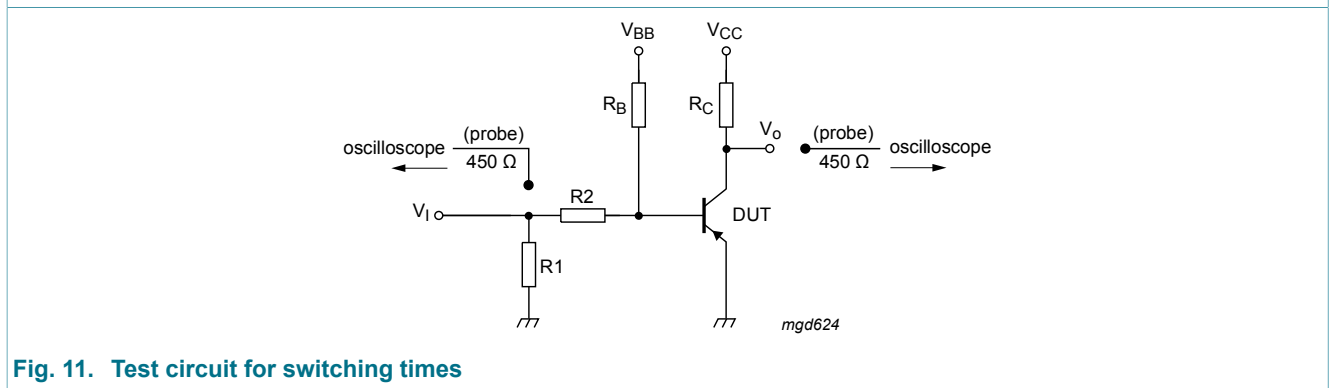 VBB
VCC
RB
RC
Vo
(probe)
450 Ω
oscilloscope
(probe)
450 Ω
oscilloscope
R2
VI
DUT
R1
mgd624
Fig. 11. Test circuit for switching times